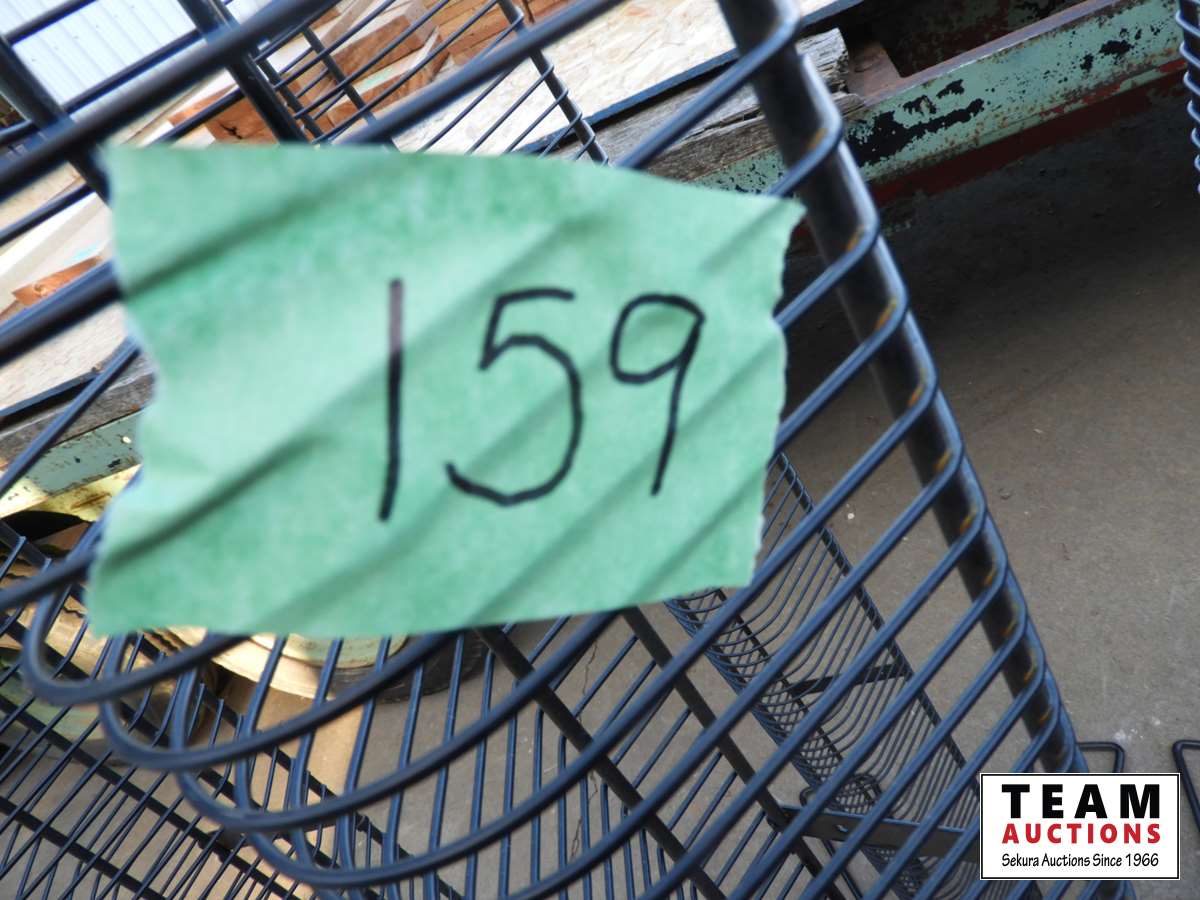 159
TEAM
AUCTIONS
Sekura Auctions Since 1966